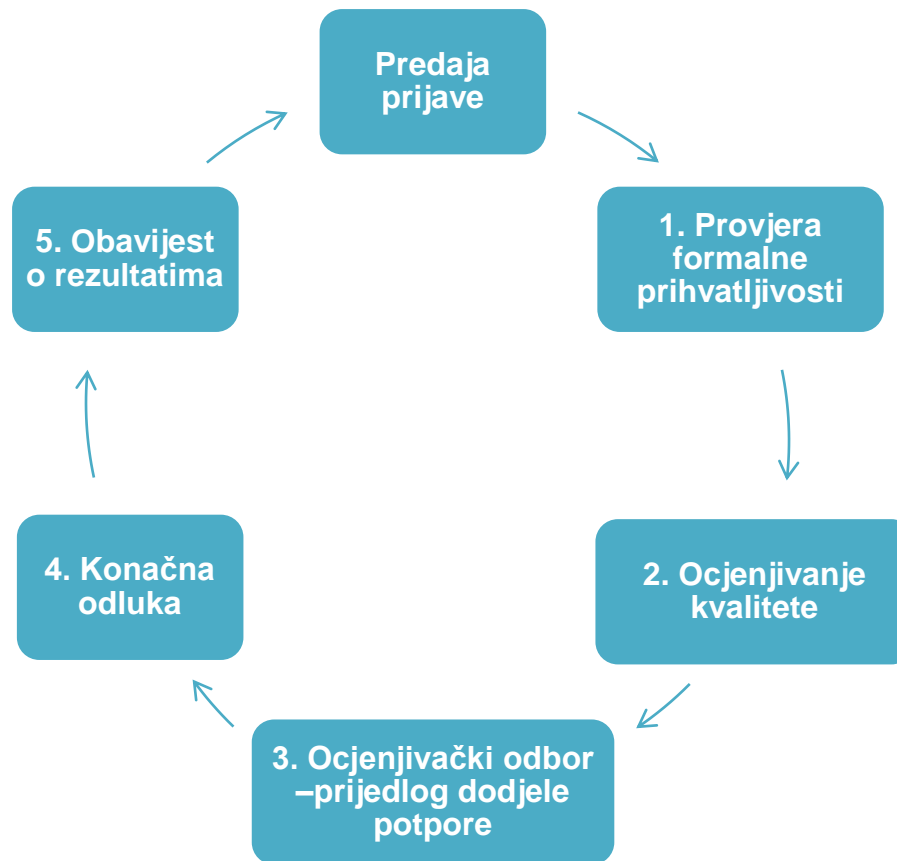 Predaja
prijave
1. Provjera
formalne
prihvatljivosti
2. Ocjenjivanje
kvalitete
3. Ocjenjivački odbor
–prijedlog dodjele
potpore
4. Konačna
odluka
5. Obavijest
o rezultatima